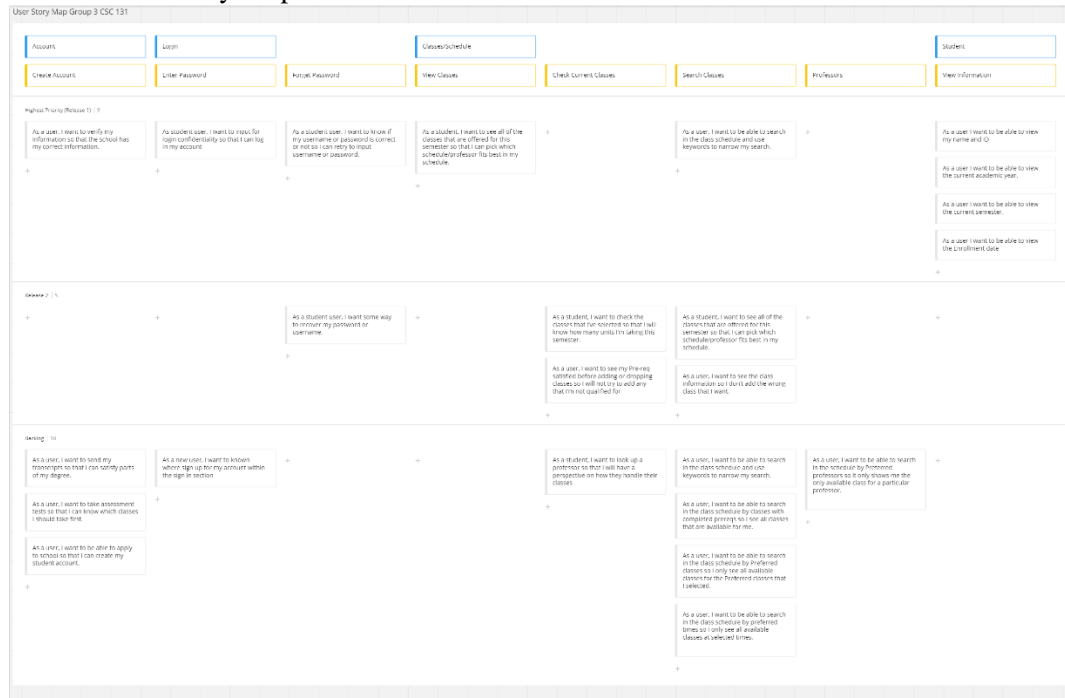 User Story Map Group 3 CSC 131
Account
Login
Classes/Schedule
Student
Create Account
Enter Password
Forget Password
View Classes
Check Current Classes
Search Classes
Professors
View Information
Highest Priority (Release 1)
As a user, I want to verify my
information so that the school has
my correct information.
As student user, I want to input for
login confidentiality so that I can log
in my account
As a student user, I want to know if
my username or password is correct
or not so I can retry to input
username or password.
As a student, I want to see all of the
classes that are offered for this
semester so that I can pick which
schedule/professor fits best in my
schedule.
As a user, I want to be able to search
in the class schedule and use
keywords to narrow my search.
As a user I want to be able to view
my name and ID
As a user I want to be able to view
the current academic year.
As a user I want to be able to view
the current semester.
As a user I want to be able to view
the Enrollment date
Release 2 5
As a student user, I want some way
to recover my password or
username.
As a student, I want to check the
classes that I've selected so that I will
know how many units I'm taking this
semester.
As a user, I want to see my Pre-req
satisfied before adding or dropping
classes so I will not try to add any
that I'm not qualified for
As a student, I want to see all of the
classes that are offered for this
semester so that I can pick which
schedule/professor fits best in my
schedule.
As a user, I want to see the class
information so I don't add the wrong
class that I want.
As a user, I want to send my
transcripts so that I can satisfy parts
of my degree.
As a user, I want to take assessment
tests so that I can know which classes
I should take first.
As a user, I want to be able to apply
to school so that I can create my
student account.
As a new user, I want to known
where sign up for my account within
the sign in section
As a student, I want to look up a
professor so that I will have a
perspective on how they handle their
classes
As a user, I want to be able to search
in the class schedule and use
keywords to narrow my search.
As a user, I want to be able to search
in the class schedule by classes with
completed prereqs so I see all classes
that are available for me.
As a user, I want to be able to search
in the class schedule by Preferred
classes so I only see all available
classes for the Preferred classes that
I selected.
As a user, I want to be able to search
in the class schedule by preferred
times so I only see all available
classes at selected times.
As a user, I want to be able to search
in the schedule by Preferred
professors so it only shows me the
only available class for a particular
professor.